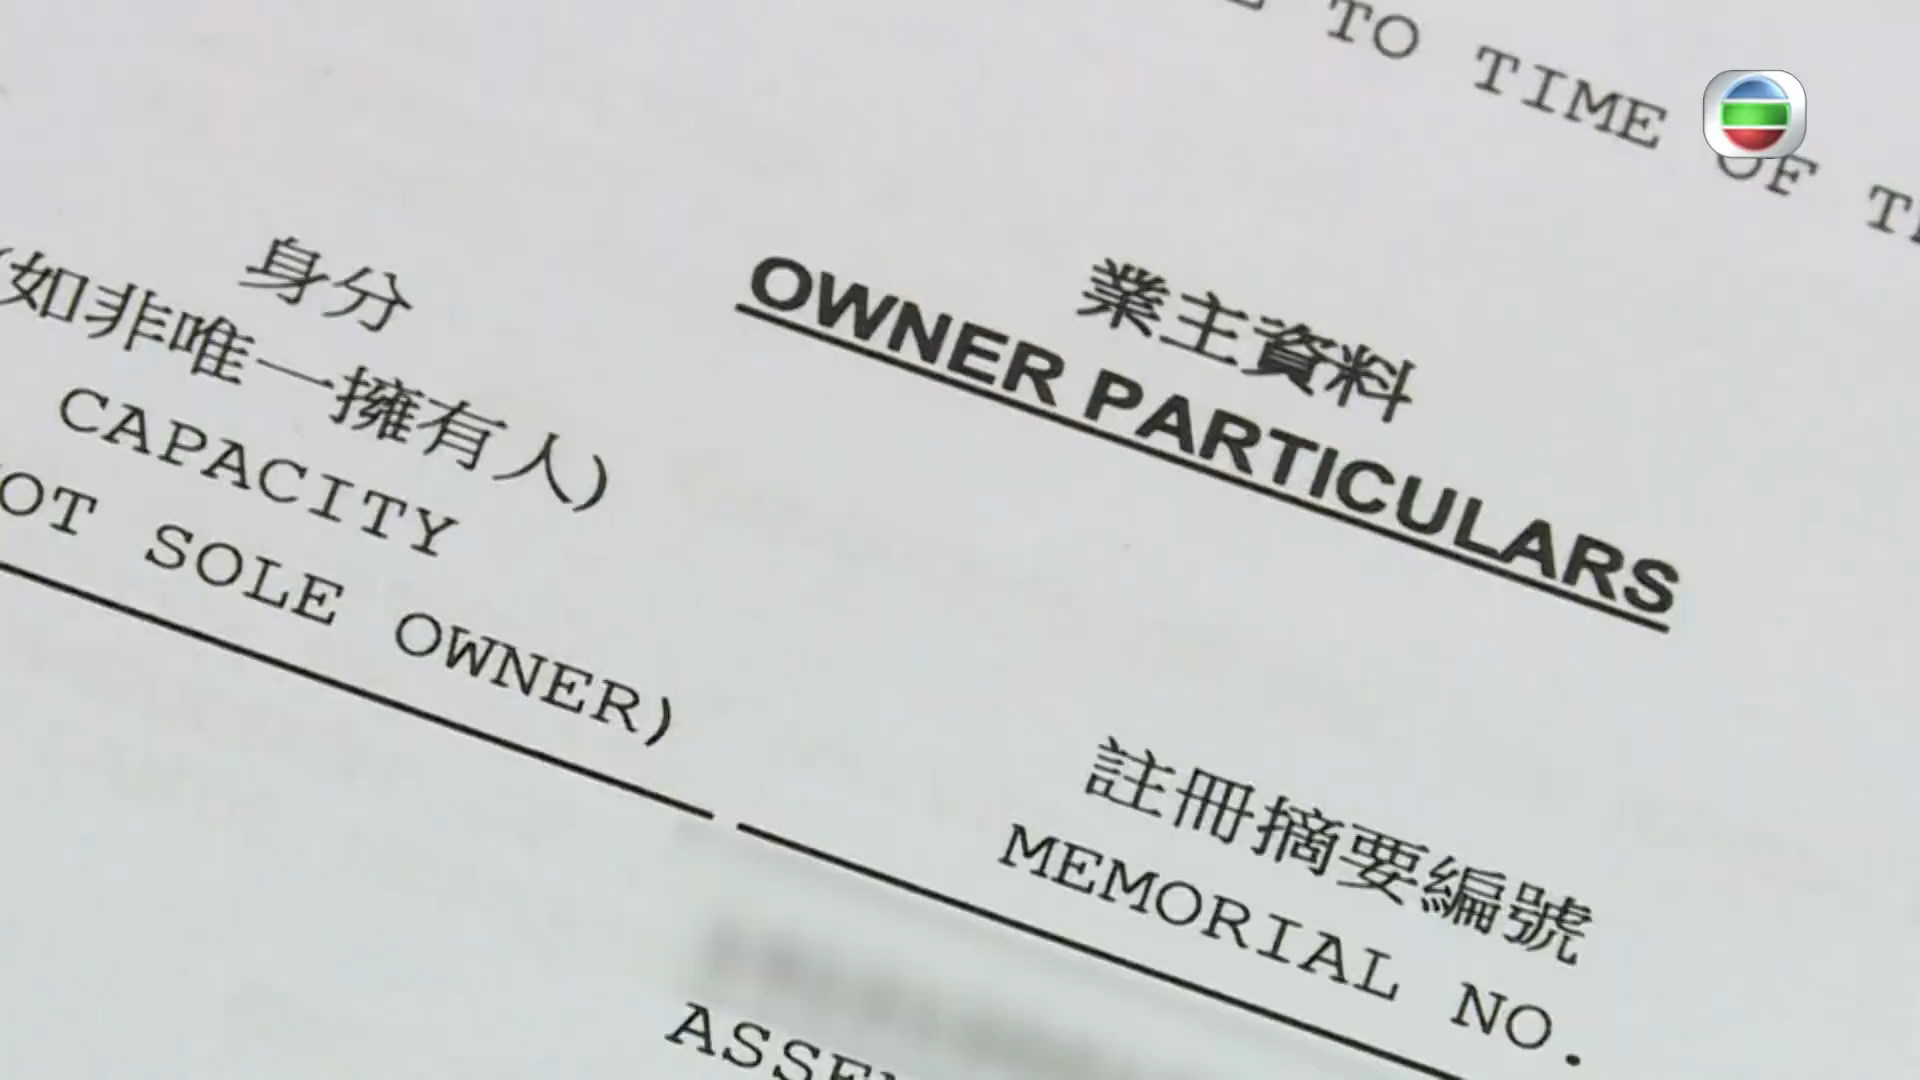 TO TIME OF
業主資料
OWNER PARTICULARS
身分
(如非唯一擁有人)
CAPACITY
SOLE OWNER)
註冊摘要編號
MEMORIAL NO.